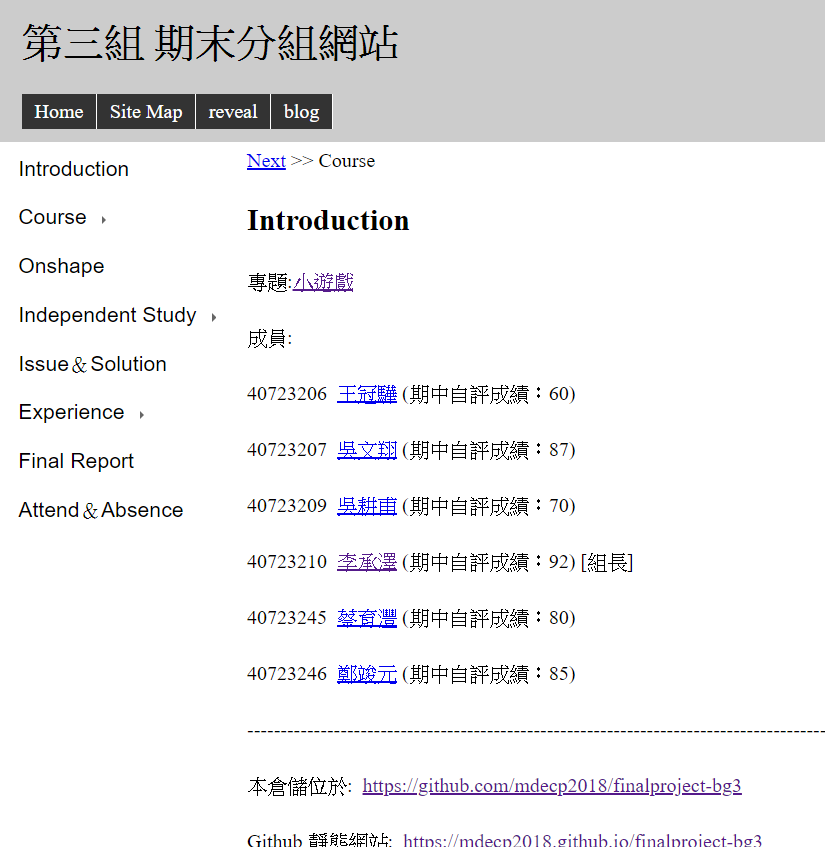 第三組 期末分組網站
Home Site Map reveal blog
Introduction
Course
Onshape
Independent Study
Issue＆Solution
Experience
Final Report
Attend＆Absence
Next >> Course
Introduction
專題:小遊戲
成員:
40723206 王冠驊 (期中自評成績：60)
40723207 吳文翔 (期中自評成績：87)
40723209 吳耕甫 (期中自評成績：70)
40723210 李承澤 (期中自評成績：92) [組長]
40723245 蔡育灃 (期中自評成績：80)
40723246 鄭竣元 (期中自評成績：85)
--------------------------------------------------------------------------------------
本倉儲位於: https://github.com/mdecp2018/finalproject-bg3
Github 靜態網站: https://mdecp2018.github.io/finalproject-bg3